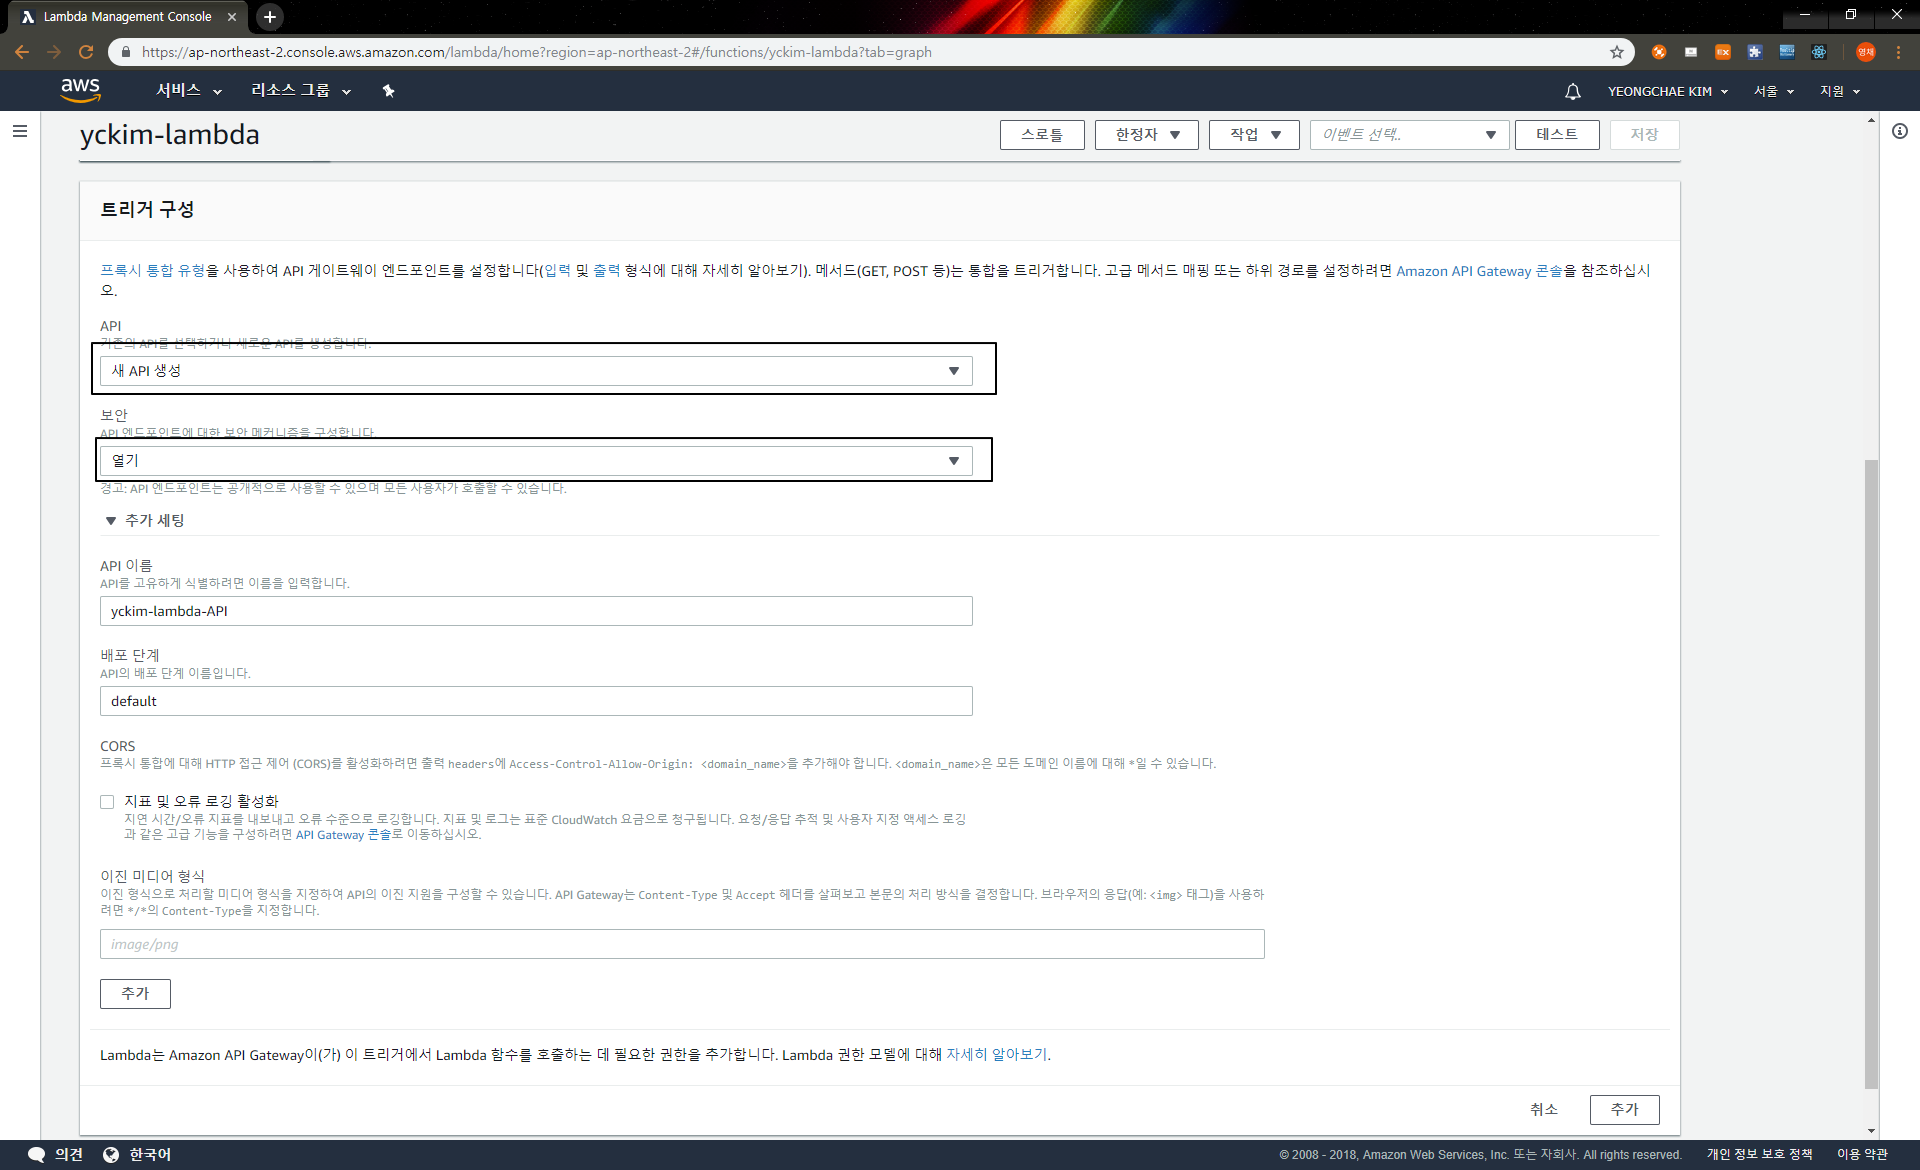 Lambda Management Console
https://ap-northeast-2.console.aws.amazon.com/lambda/home?region=ap-northeast-2#/functions/yckim-lambda?tab=graph
EX
영채
aws 서비스 리소스 그룹 YEONGCHAE KIM 서울 지원
yckim-lambda
스로틀 한정자 작업 이벤트 선택.. 테스트 저장
트리거 구성
프록시 통합 유형을 사용하여 API 게이트웨이 엔드포인트를 설정합니다(입력 및 출력 형식에 대해 자세히 알아보기). 메서드(GET, POST 등)는 통합을 트리거합니다. 고급 메서드 매핑 또는 하위 경로를 설정하려면 Amazon API Gateway 콘솔을 참조하십시
오.
API
기존의 API를 선택하거나 새로운 API를 생성합니다.
새 API 생성
보안
API 엔드포인트에 대한 보안 메커니즘을 구성합니다.
열기
경고: API 엔드포인트는 공개적으로 사용할 수 있으며 모든 사용자가 호출할 수 있습니다.
추가 세팅
API 이름
API를 고유하게 식별하려면 이름을 입력합니다.
yckim-lambda-API
배포 단계
API의 배포 단계 이름입니다.
default
CORS
프록시 통합에 대해 HTTP 접근 제어 (CORS)를 활성화하려면 출력 headers에 Access-Control-Allow-Origin: <domain_name>을 추가해야 합니다. <domain_name>은 모든 도메인 이름에 대해 *일 수 있습니다.
지표 및 오류 로깅 활성화
지연 시간/오류 지표를 내보내고 오류 수준으로 로깅합니다. 지표 및 로그는 표준 CloudWatch 요금으로 청구됩니다. 요청/응답 추적 및 사용자 지정 액세스 로깅
과 같은 고급 기능을 구성하려면 API Gateway 콘솔로 이동하십시오.
이진 미디어 형식
이진 형식으로 처리할 미디어 형식을 지정하여 API의 이진 지원을 구성할 수 있습니다. API Gateway는 Content-Type 및 Accept 헤더를 살펴보고 본문의 처리 방식을 결정합니다. 브라우저의 응답(예: <img> 태그)을 사용하
려면 */*의 Content-Type을 지정합니다.
image/png
추가
Lambda는 Amazon API Gateway이(가) 이 트리거에서 Lambda 함수를 호출하는 데 필요한 권한을 추가합니다. Lambda 권한 모델에 대해 자세히 알아보기.
취소 추가
의견 한국어 © 2008 - 2018, Amazon Web Services, Inc. 또는 자회사. All rights reserved. 개인 정보 보호 정책 이용 약관